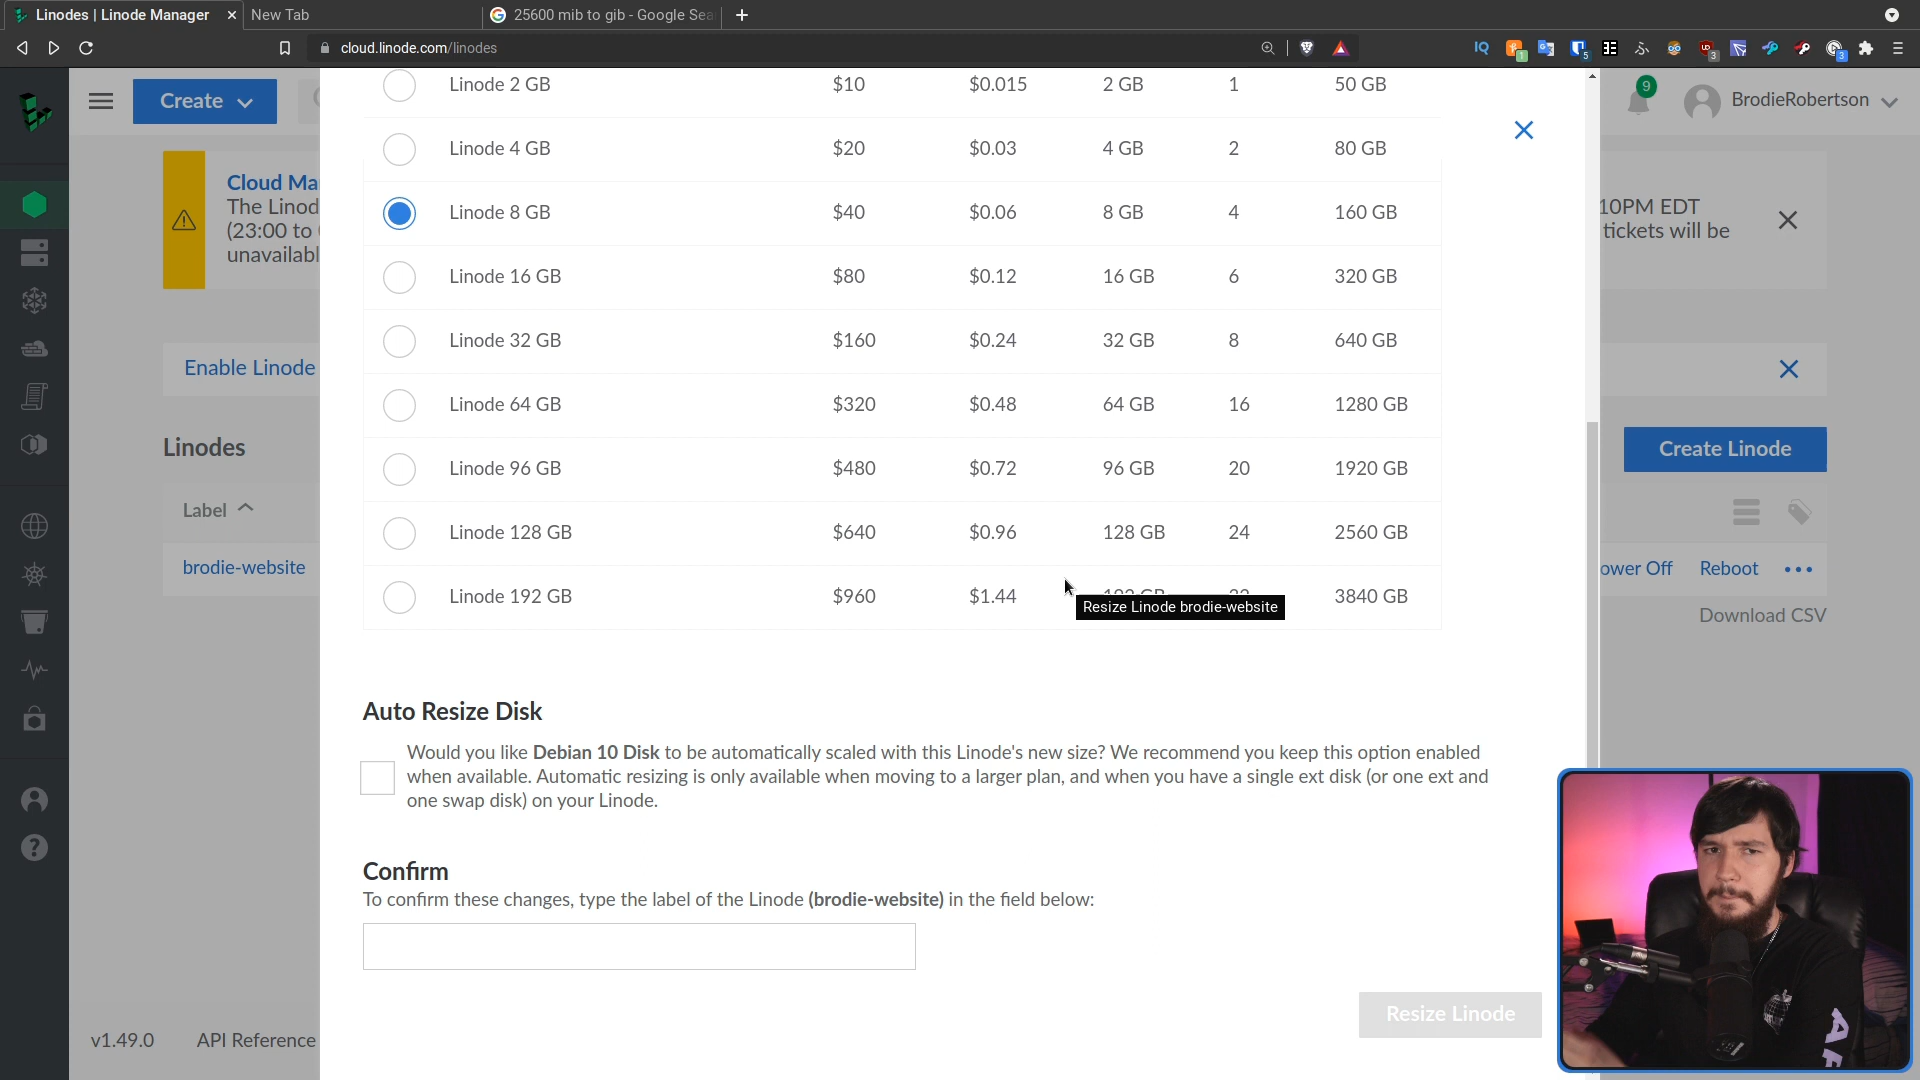 Linodes | Linode Manager
New Tab
25600 mib to gib - Google Sea
cloud.linode.com/linodes
IQ
Create
9
BrodieRobertson
Cloud Ma
The Linod
(23:00 to
unavailabl
10PM EDT
tickets will be
Enable Linode
Linodes
Create Linode
Label
brodie-website
ower Off
Reboot
Download CSV
Linode 2 GB $10 $0.015 2 GB 1 50 GB
Linode 4 GB $20 $0.03 4 GB 2 80 GB
Linode 8 GB $40 $0.06 8 GB 4 160 GB
Linode 16 GB $80 $0.12 16 GB 6 320 GB
Linode 32 GB $160 $0.24 32 GB 8 640 GB
Linode 64 GB $320 $0.48 64 GB 16 1280 GB
Linode 96 GB $480 $0.72 96 GB 20 1920 GB
Linode 128 GB $640 $0.96 128 GB 24 2560 GB
Linode 192 GB $960 $1.44 3840 GB
Resize Linode brodie-website
Auto Resize Disk
Would you like Debian 10 Disk to be automatically scaled with this Linode's new size? We recommend you keep this option enabled
when available. Automatic resizing is only available when moving to a larger plan, and when you have a single ext disk (or one ext and
one swap disk) on your Linode.
Confirm
To confirm these changes, type the label of the Linode (brodie-website) in the field below:
Resize Linode
v1.49.0
API Reference